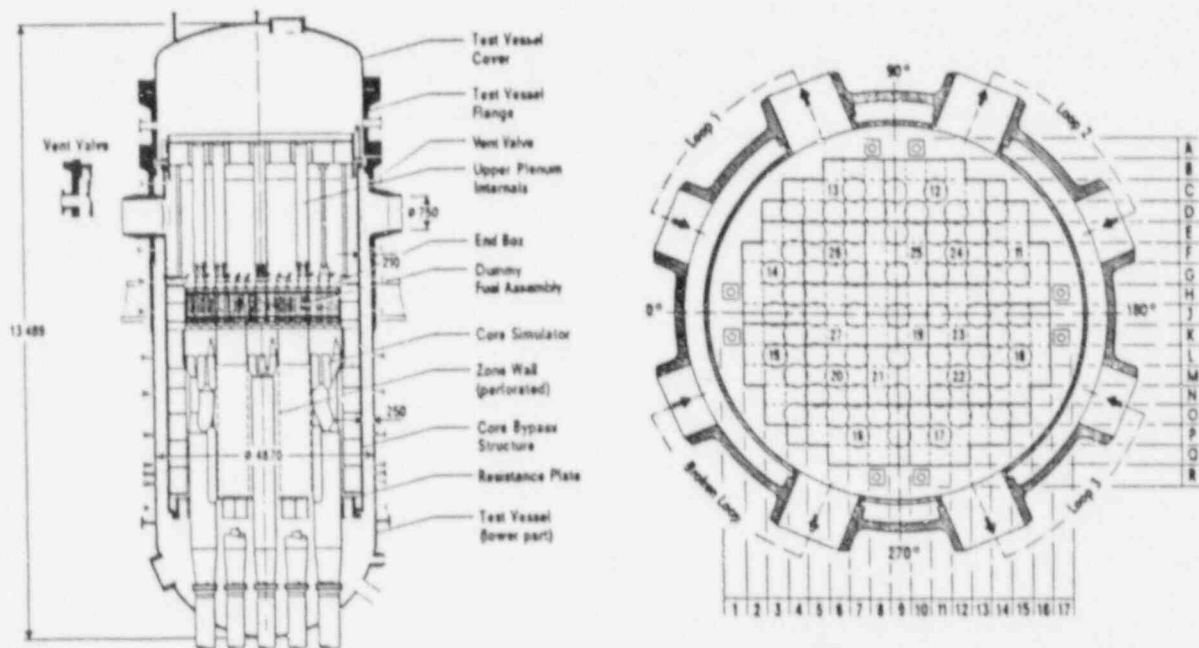 Test Vessel
Cover
Test Vessel
Flange
Vent Valve
Vent Valve
Upper Plenum
Internals
Ø 750
End Box
210
Dummy
Fuel Assembly
13 489
Core Simulator
Zone Wall
(perforated)
250
Core Bypass
Structure
Ø 4870
Resistance Plate
Test Vessel
(lower part)
90°
Loop 1
Loop 2
0°
180°
Broken Loop
Loop 3
270°
13 12
26 25 24 11
14
27 19 23
15 18
20 21 22
16 17
A
B
C
D
E
F
G
H
J
K
L
M
N
O
P
Q
R
1 2 3 4 5 6 7 8 9 10 11 12 13 14 15 16 17